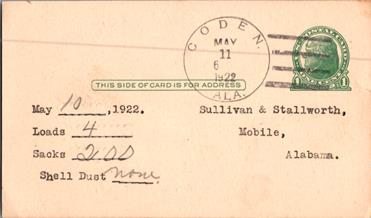 CODEN.
MAY
11
6
1922
ALA.
1 1
THIS SIDE OF CARD IS FOR ADDRESS
May 10, 1922.
Sullivan & Stallworth,
Loads 4
Mobile,
Sacks 200
Alabama.
Shell Dust none